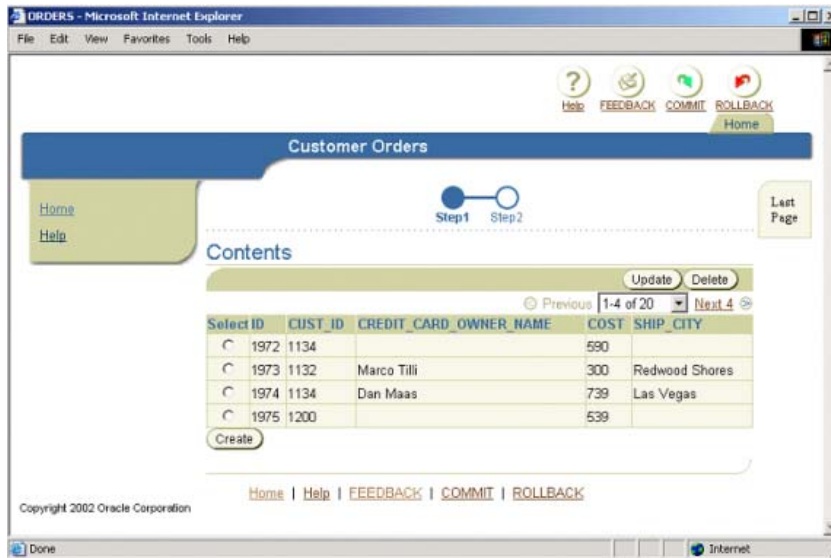 ORDERS - Microsoft Internet Explorer
File Edit View Favorites Tools Help
?
Help FEEDBACK COMMIT ROLLBACK
Home
Customer Orders
Home
Help
Step1 Step2
Last
Page
Contents
Update Delete
Previous 1-4 of 20 Next 4
Select ID CUST_ID CREDIT_CARD_OWNER_NAME COST SHIP_CITY
1972 1134 590
1973 1132 Marco Tilli 300 Redwood Shores
1974 1134 Dan Maas 739 Las Vegas
1975 1200 539
Create
Home | Help | FEEDBACK | COMMIT | ROLLBACK
Copyright 2002 Oracle Corporation
Done Internet